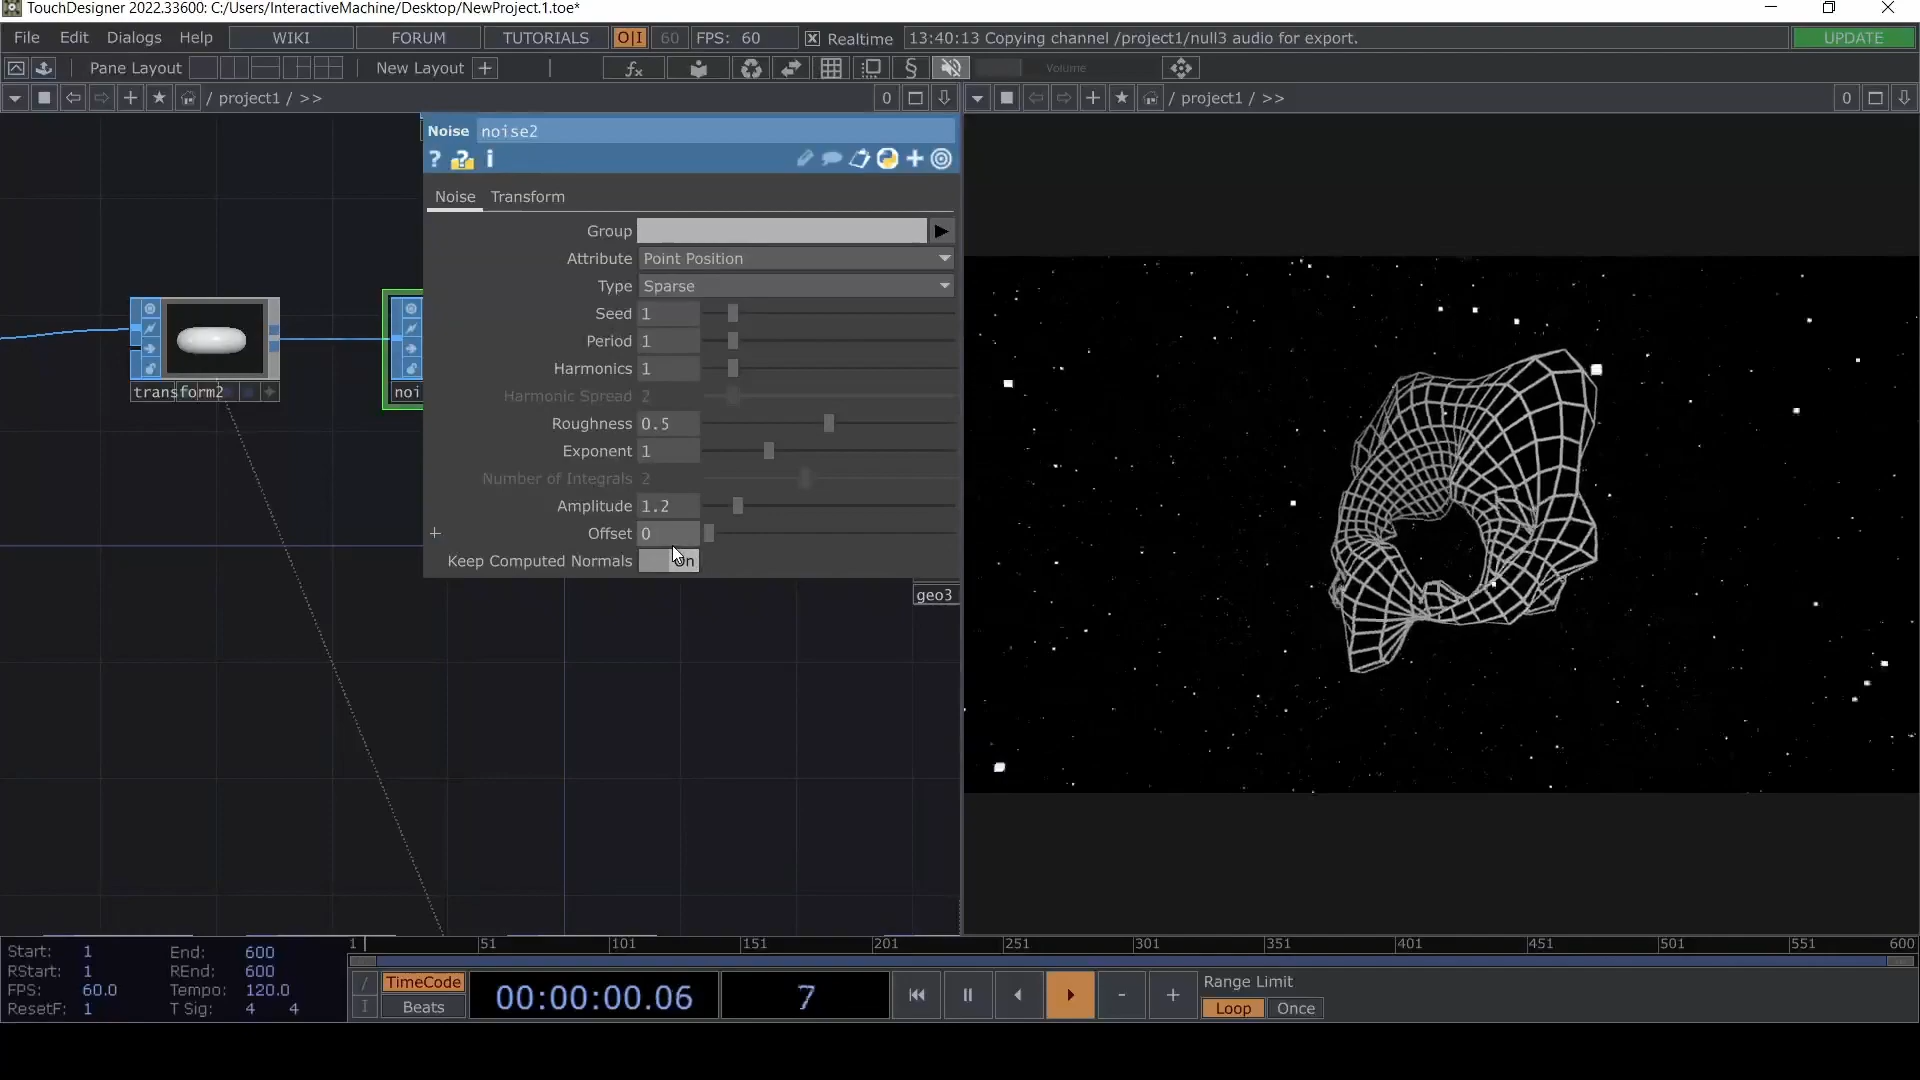 TouchDesigner 2022.33600: C:/Users/InteractiveMachine/Desktop/NewProject.1.toe*
File Edit Dialogs Help WIKI FORUM TUTORIALS O|I 60 FPS: 60 Realtime 13:40:13 Copying channel /project1/null3 audio for export. UPDATE
Pane Layout New Layout + Volume
/ project1 / >> 0
/ project1 / >> 0
Noise noise2
Noise Transform
Group
Attribute Point Position
Type Sparse
Seed 1
Period 1
Harmonics 1
Harmonic Spread 2
Roughness 0.5
Exponent 1
Number of Integrals 2
Amplitude 1.2
+ Offset 0
Keep Computed Normals On
transform2
noi
geo3
1 51 101 151 201 251 301 351 401 451 501 551 600
Start: 1 End: 600
RStart: 1 REnd: 600
FPS: 60.0 Tempo: 120.0
ResetF: 1 T Sig: 4 4
TimeCode
Beats
00:00:00.06
7
Range Limit
Loop Once